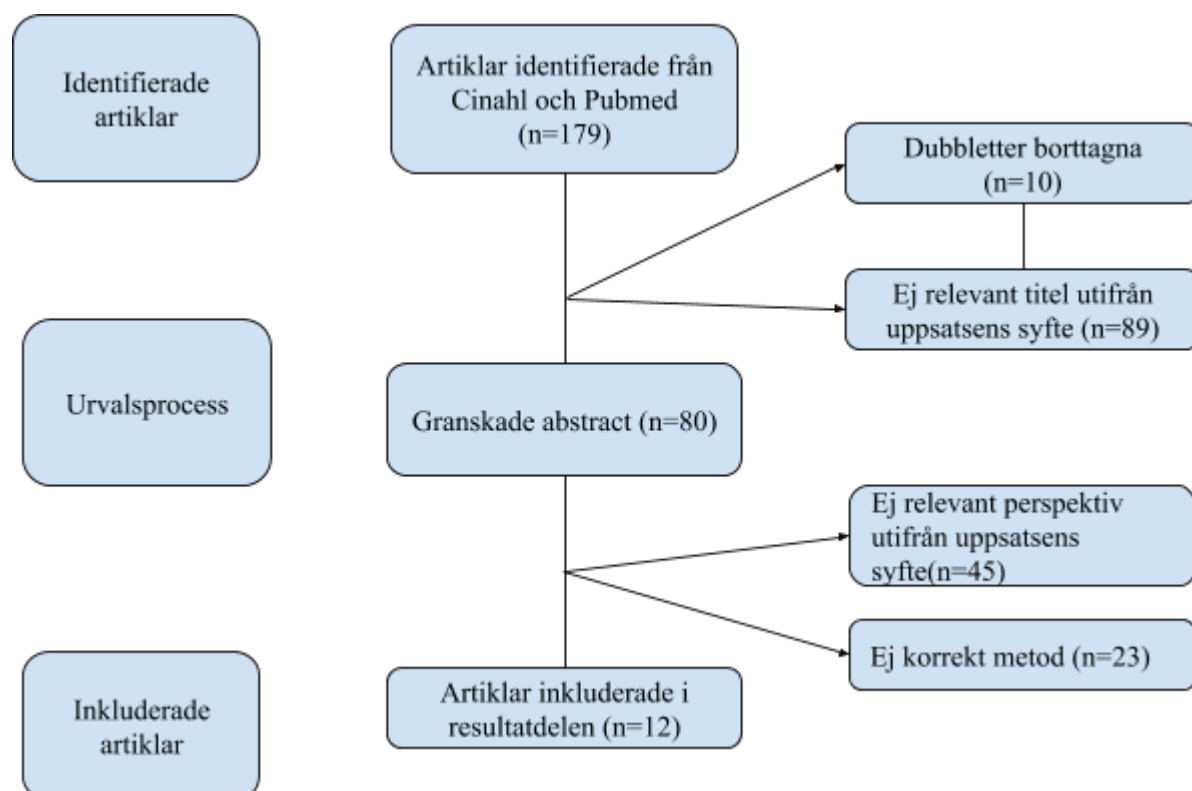 Identifierade
artiklar
Artiklar identifierade från
Cinahl och Pubmed
(n=179)
Dubbletter borttagna
(n=10)
Ej relevant titel utifrån
uppsatsens syfte (n=89)
Urvalsprocess
Granskade abstract (n=80)
Ej relevant perspektiv
utifrån uppsatsens
syfte(n=45)
Ej korrekt metod (n=23)
Inkluderade
artiklar
Artiklar inkluderade i
resultatdelen (n=12)